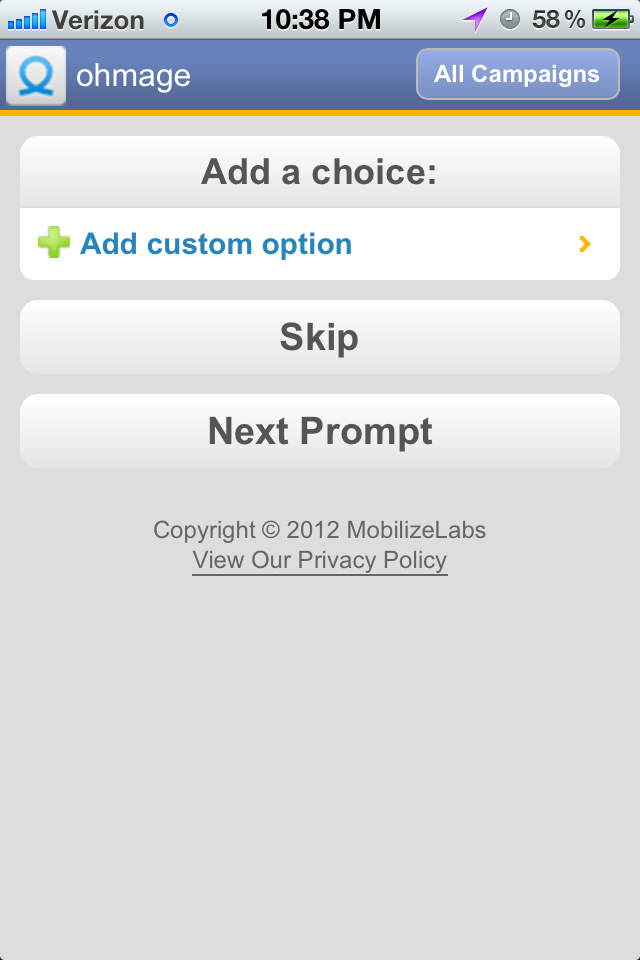 Verizon 10:38 PM 58 %
ohmage All Campaigns
Add a choice:
Add custom option
Skip
Next Prompt
Copyright © 2012 MobilizeLabs
View Our Privacy Policy